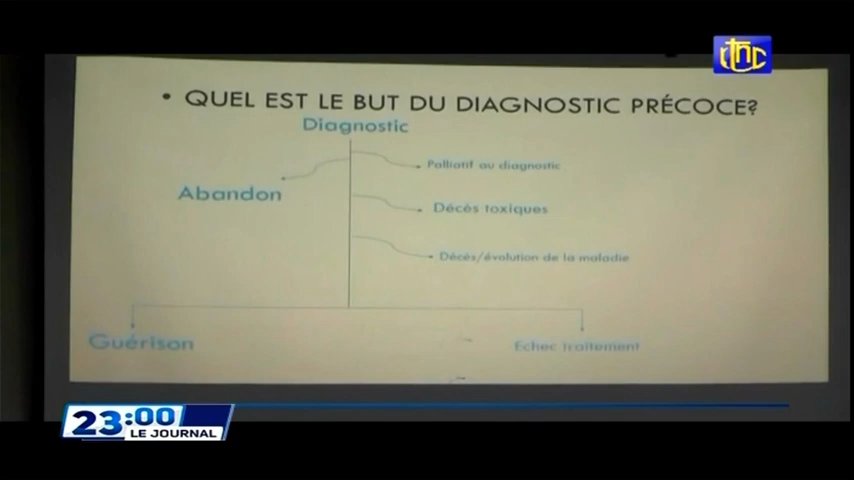 rtnc
• QUEL EST LE BUT DU DIAGNOSTIC PRÉCOCE?
Diagnostic
Palliatif au diagnostic
Abandon
Décès toxiques
Décès/évolution de la maladie
Guérison
Echec traitement
23:00
LE JOURNAL